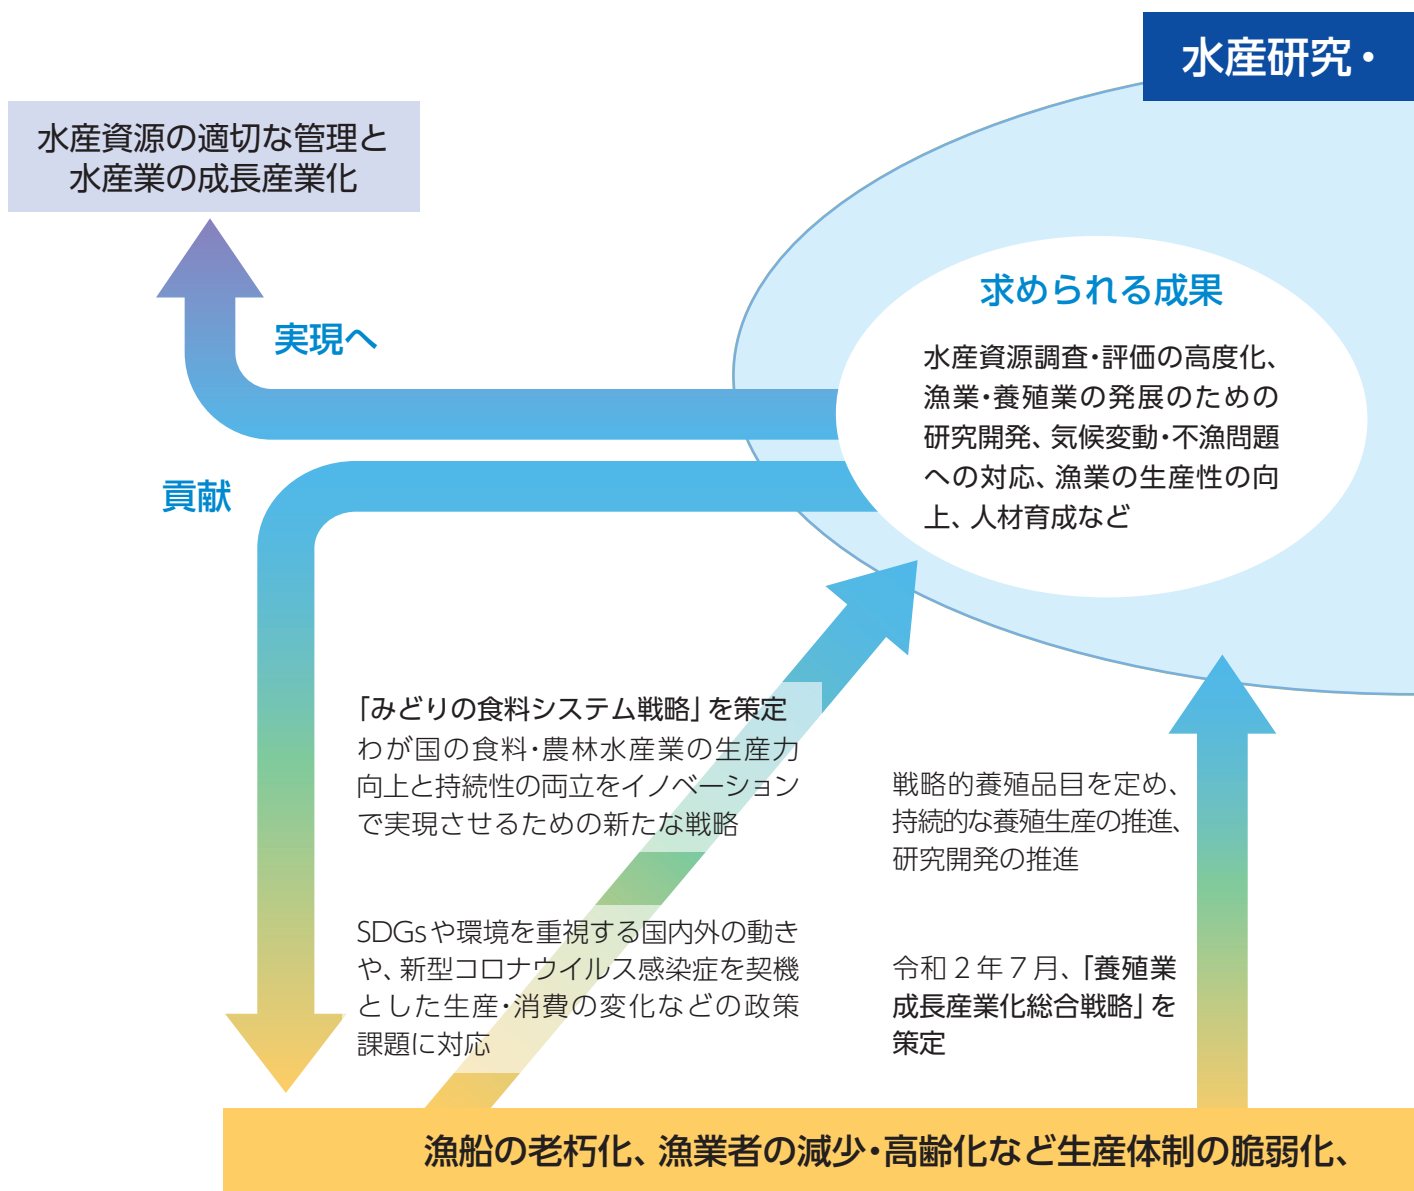 水産研究・
水産資源の適切な管理と
水産業の成長産業化
実現へ
貢献
求められる成果
水産資源調査・評価の高度化、
漁業・養殖業の発展のための
研究開発、気候変動・不漁問題
への対応、漁業の生産性の向
上、人材育成など
「みどりの食料システム戦略」を策定
わが国の食料・農林水産業の生産力
向上と持続性の両立をイノベーション
で実現させるための新たな戦略
SDGsや環境を重視する国内外の動き
や、新型コロナウイルス感染症を契機
とした生産・消費の変化などの政策
課題に対応
戦略的養殖品目を定め、
持続的な養殖生産の推進、
研究開発の推進
令和2年7月、「養殖業
成長産業化総合戦略」を
策定
漁船の老朽化、漁業者の減少・高齢化など生産体制の脆弱化、